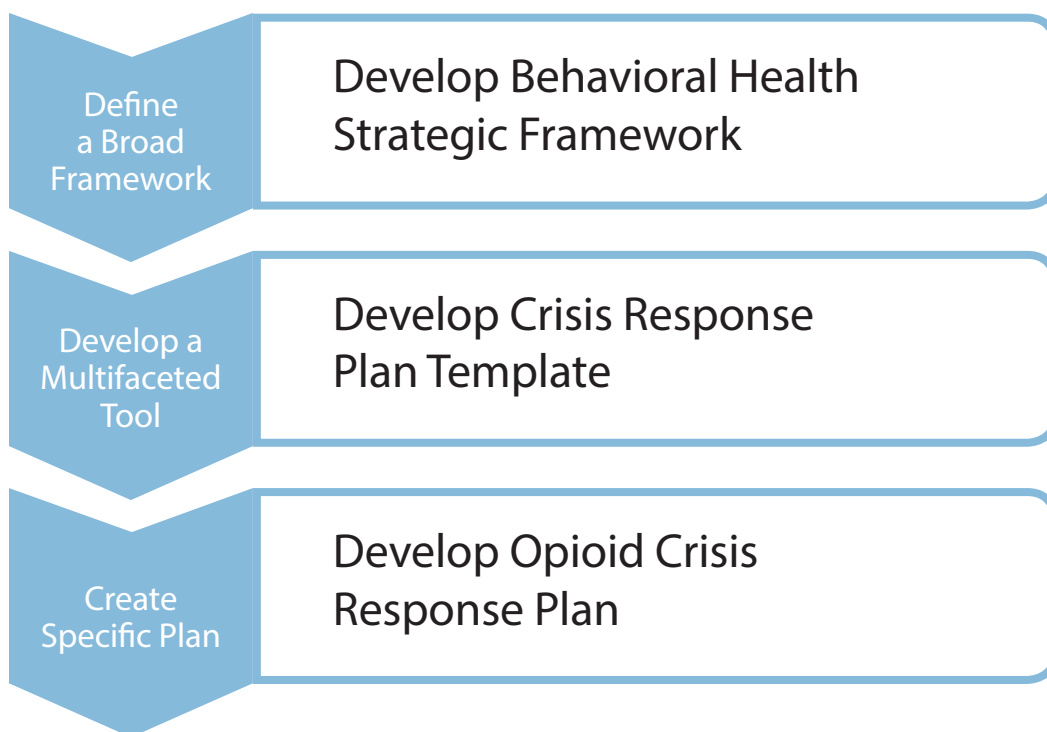 Define
a Broad
Framework
Develop Behavioral Health
Strategic Framework
Develop a
Multifaceted
Tool
Develop Crisis Response
Plan Template
Create
Specific Plan
Develop Opioid Crisis
Response Plan